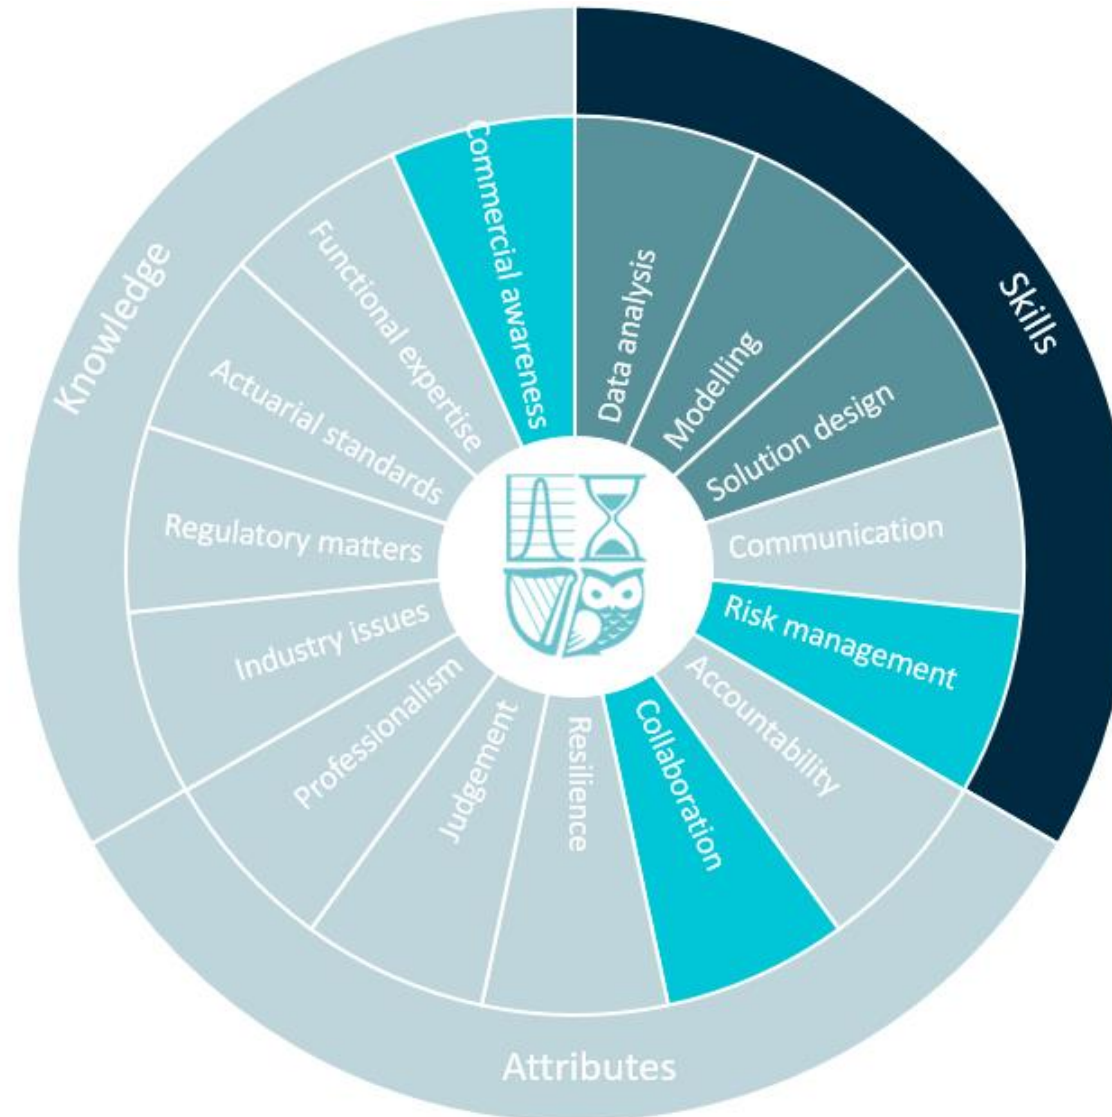 Skills
Data analysis
Modelling
Solution design
Communication
Risk management
Attributes
Accountability
Collaboration
Resilience
Judgement
Professionalism
Knowledge
Industry issues
Regulatory matters
Actuarial standards
Functional expertise
Commercial awareness